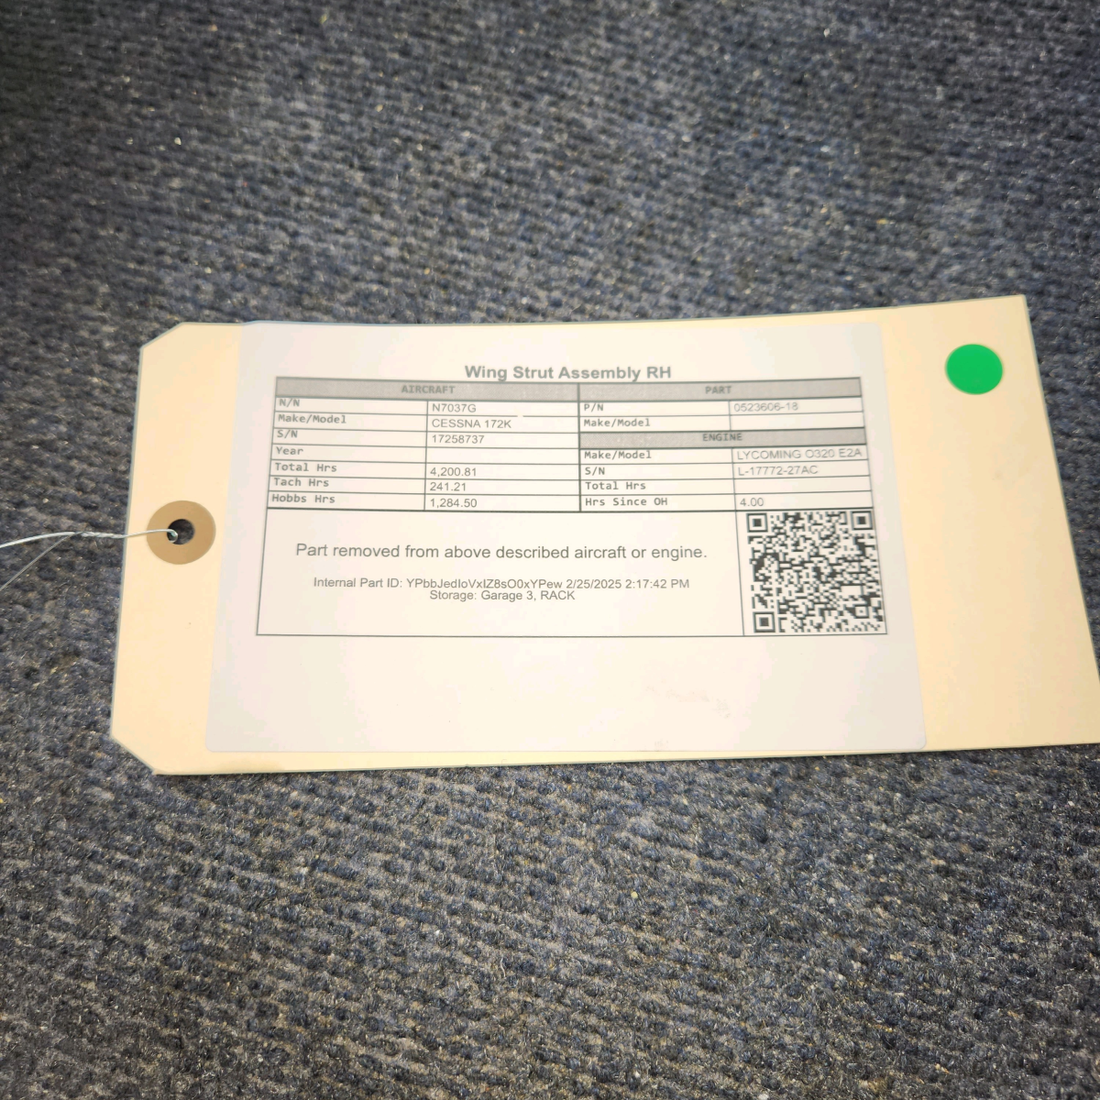 Wing Strut Assembly RH
AIRCRAFT PART
N/N N7037G P/N 0523606-18
Make/Model CESSNA 172K Make/Model
S/N 17258737 ENGINE
Year Make/Model LYCOMING O320 E2A
Total Hrs 4,200.81 S/N L-17772-27AC
Tach Hrs 241.21 Total Hrs
Hobbs Hrs 1,284.50 Hrs Since OH 4.00
Part removed from above described aircraft or engine.
Internal Part ID: YPbbJedIoVxIZ8sO0xYPew 2/25/2025 2:17:42 PM
Storage: Garage 3, RACK